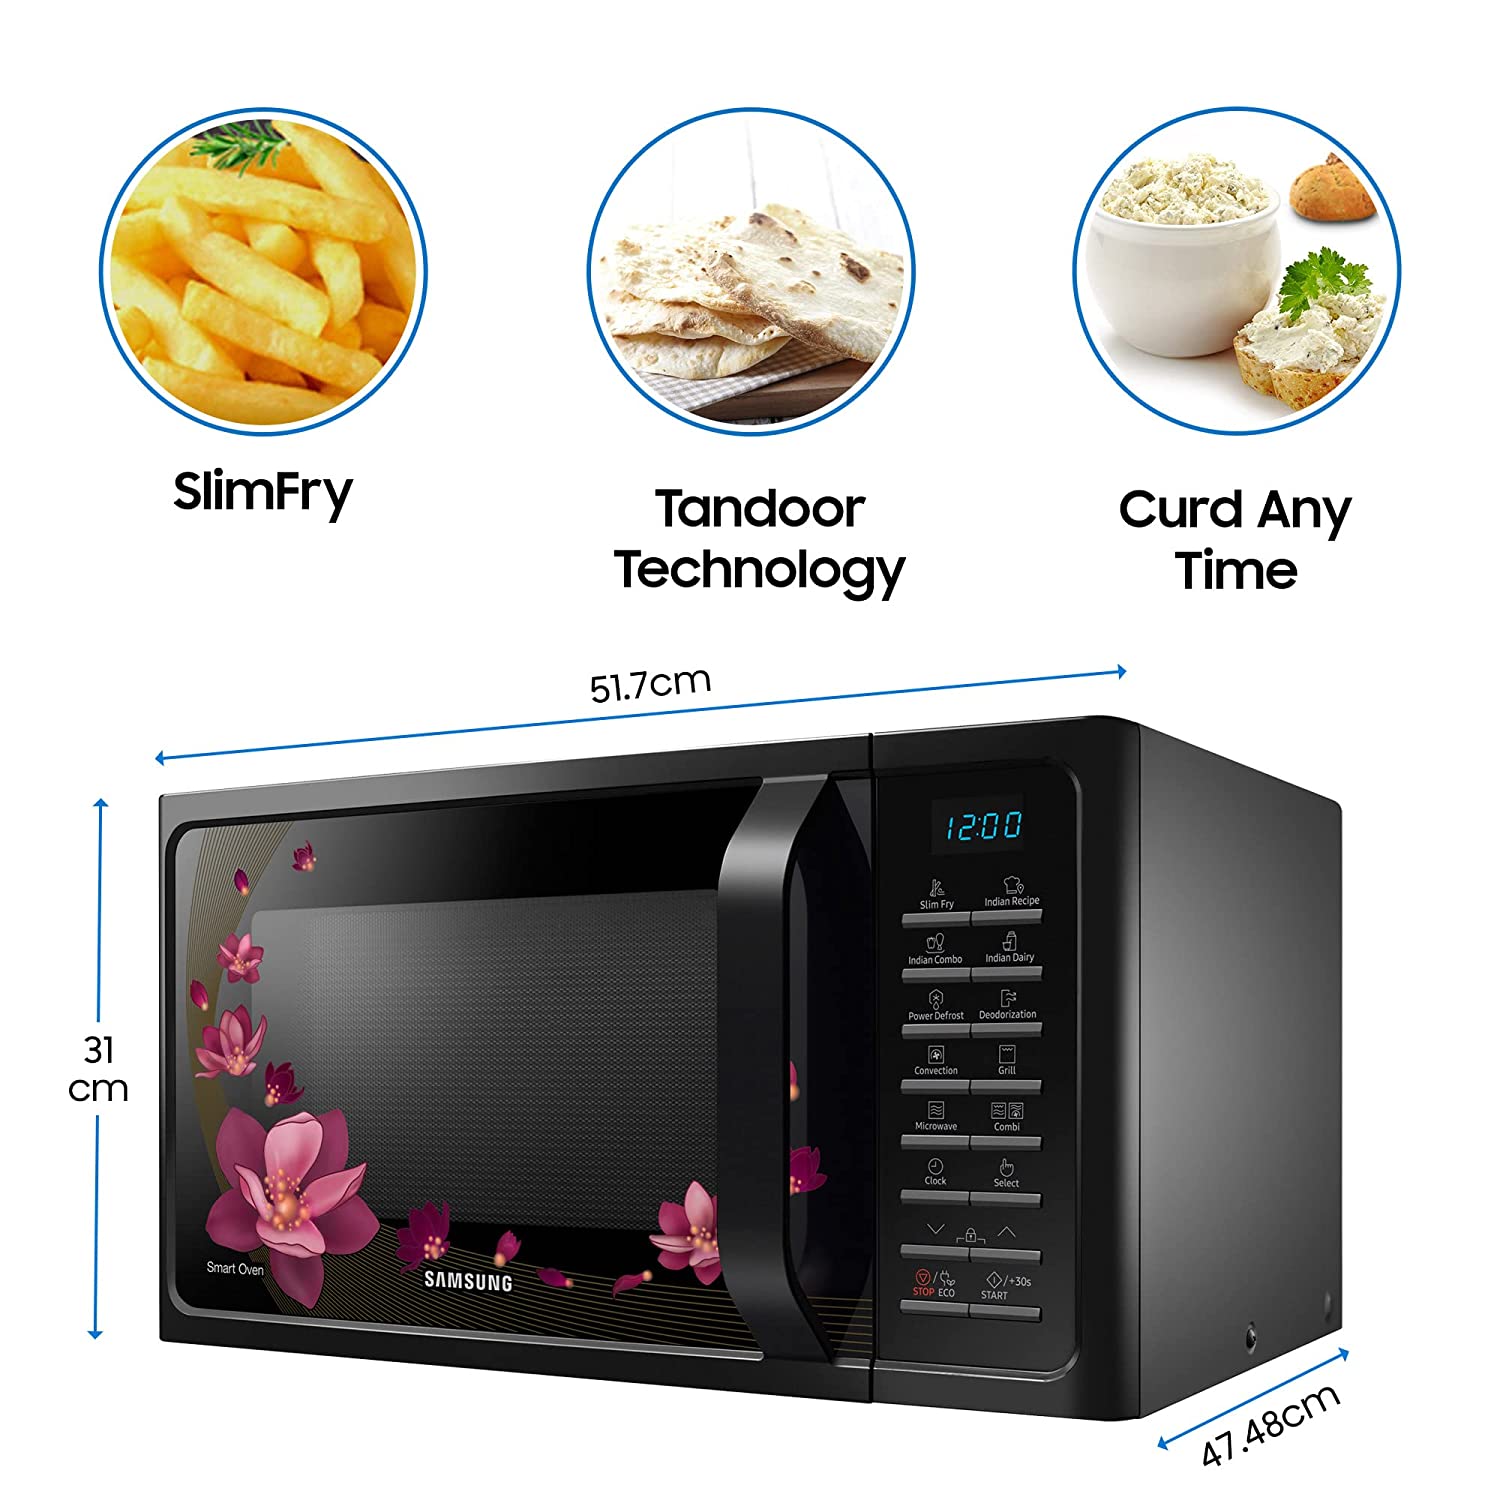 SlimFry
Tandoor
Technology
Curd Any
Time
51.7cm
31
cm
12:00
Slim Fry
Indian Recipe
Indian Combo
Indian Dairy
Power Defrost
Deodorization
Convection
Grill
Microwave
Combi
Clock
Select
/
/+30s
STOP ECO
START
Smart Oven
SAMSUNG
47.48cm